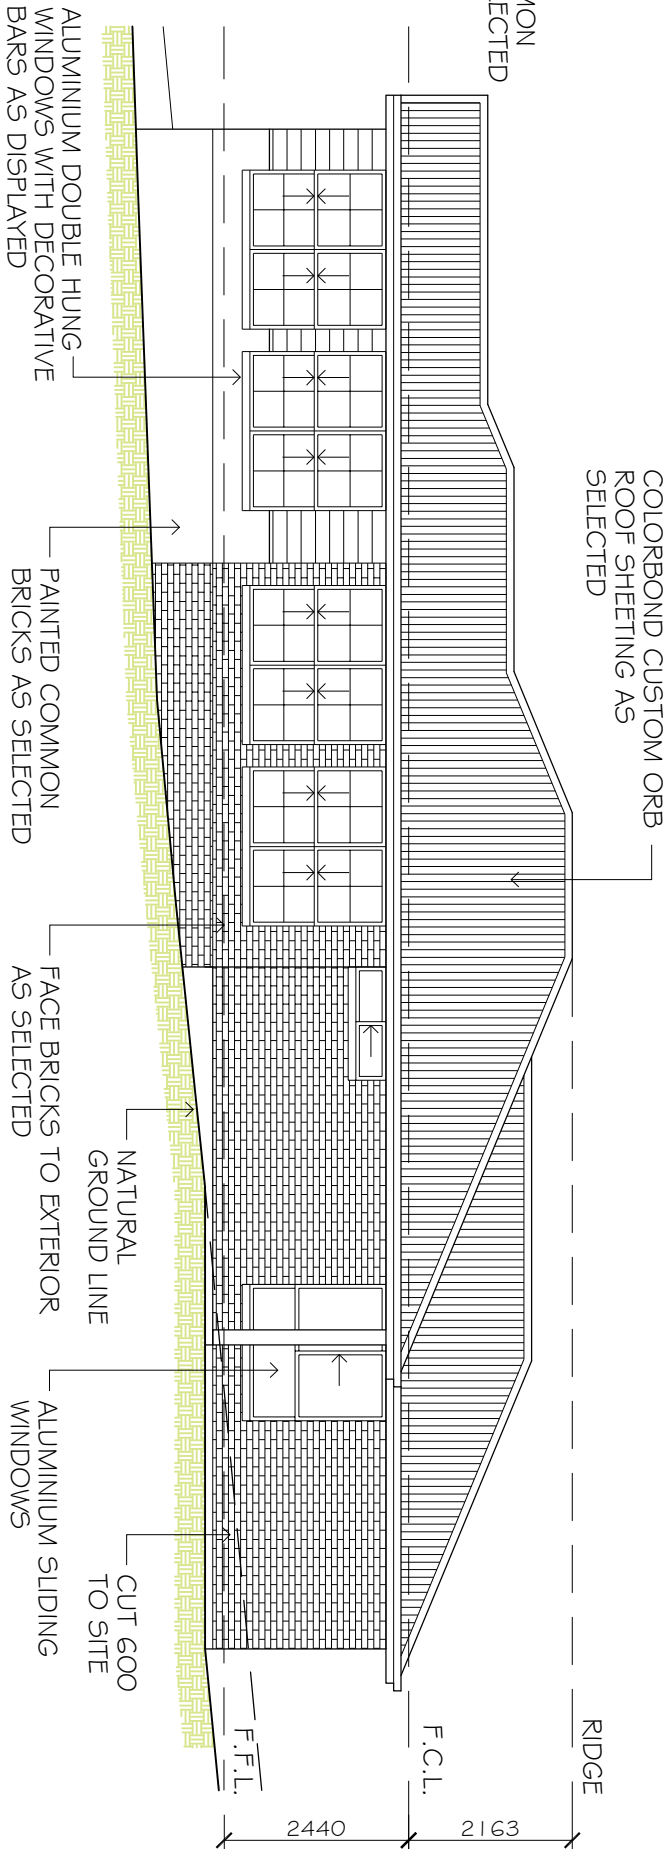 MON
ELECTED
COLORBOND CUSTOM ORB
ROOF SHEETING AS
SELECTED
RIDGE
F.C.L.
F.F.L.
2163
2440
ALUMINIUM DOUBLE HUNG
WINDOWS WITH DECORATIVE
BARS AS DISPLAYED
PAINTED COMMON
BRICKS AS SELECTED
FACE BRICKS TO EXTERIOR
AS SELECTED
NATURAL
GROUND LINE
ALUMINIUM SLIDING
WINDOWS
CUT 600
TO SITE